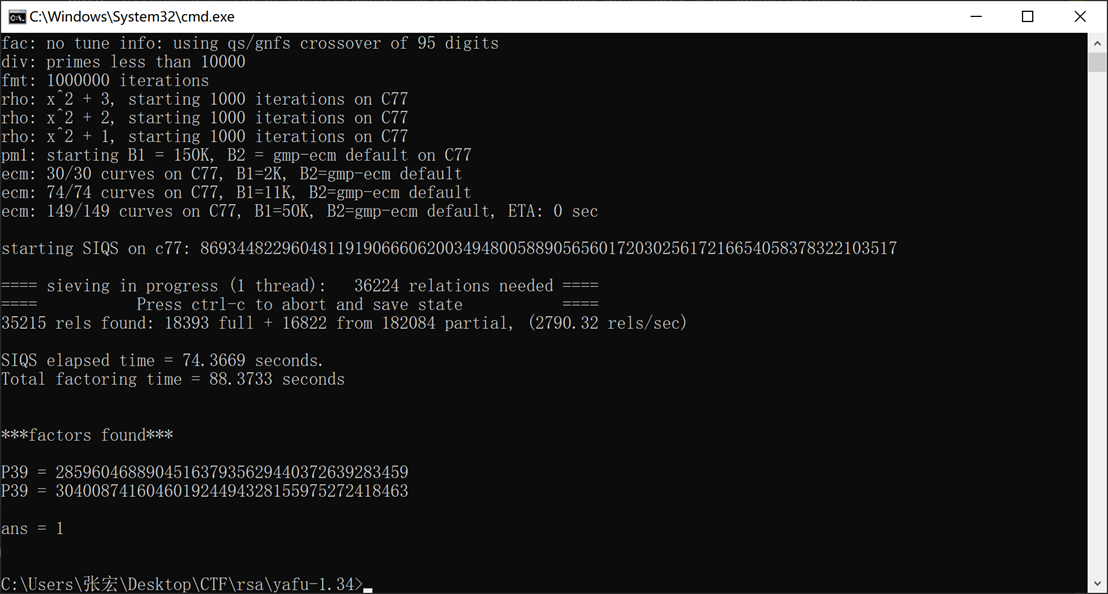 C:\Windows\System32\cmd.exe
fac: no tune info: using qs/gnfs crossover of 95 digits
div: primes less than 10000
fmt: 1000000 iterations
rho: x^2 + 3, starting 1000 iterations on C77
rho: x^2 + 2, starting 1000 iterations on C77
rho: x^2 + 1, starting 1000 iterations on C77
pm1: starting B1 = 150K, B2 = gmp-ecm default on C77
ecm: 30/30 curves on C77, B1=2K, B2=gmp-ecm default
ecm: 74/74 curves on C77, B1=11K, B2=gmp-ecm default
ecm: 149/149 curves on C77, B1=50K, B2=gmp-ecm default, ETA: 0 sec
starting SIQS on c77: 86934482296048119190666062003494800588905656017203025617216654058378322103517
==== sieving in progress (1 thread):   36224 relations needed ====
====           Press ctrl-c to abort and save state           ====
35215 rels found: 18393 full + 16822 from 182084 partial, (2790.32 rels/sec)
SIQS elapsed time = 74.3669 seconds.
Total factoring time = 88.3733 seconds
***factors found***
P39 = 285960468890451637935629440372639283459
P39 = 304008741604601924494328155975272418463
ans = 1
C:\Users\张宏\Desktop\CTF\rsa\yafu-1.34>